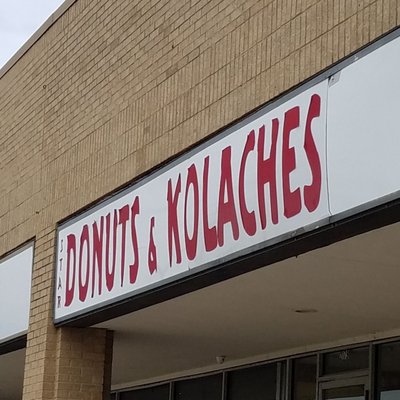 STAR
DONUTS & KOLACHES